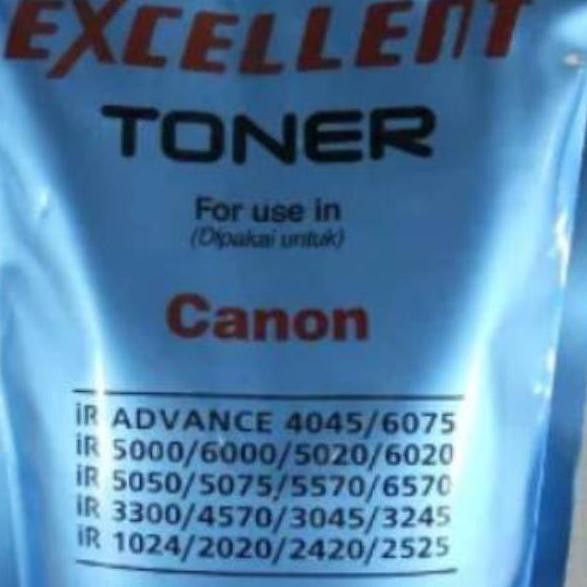 EXCELLENT
TONER
For use in
(Dipakai untuk)
Canon
iR ADVANCE 4045/6075
iR 5000/6000/5020/6020
iR 5050/5075/5570/6570
iR 3300/4570/3045/3245
iR 1024/2020/2420/2525